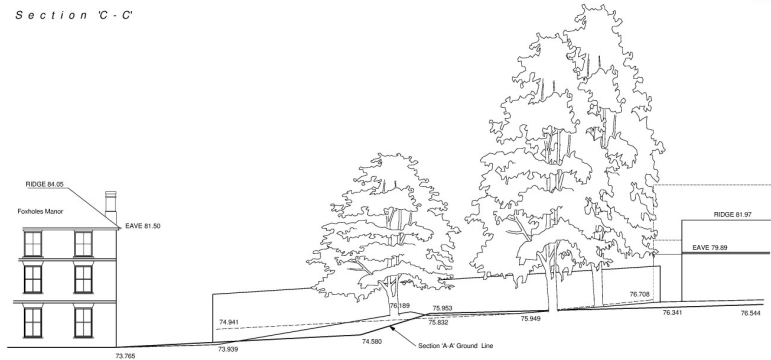 Section 'C - C'
RIDGE 84.05
Foxholes Manor
EAVE 81.50
RIDGE 81.97
EAVE 79.89
76.708
76.189
75.953
74.941
75.832
75.949
76.341
76.544
74.580
Section 'A-A' Ground Line
73.939
73.765